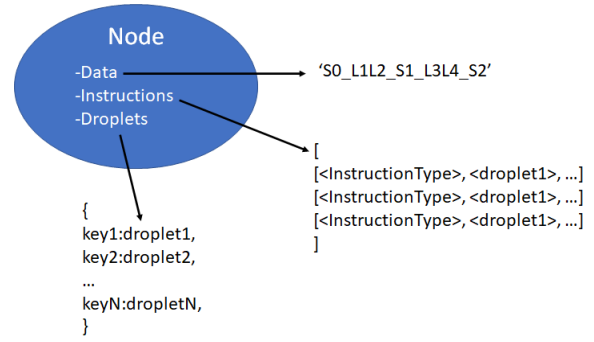 Node
-Data
-Instructions
-Droplets
‘S0_L1L2_S1_L3L4_S2’
[
[<InstructionType>, <droplet1>, …]
[<InstructionType>, <droplet1>, …]
[<InstructionType>, <droplet1>, …]
]
{
key1:droplet1,
key2:droplet2,
…
keyN:dropletN,
}